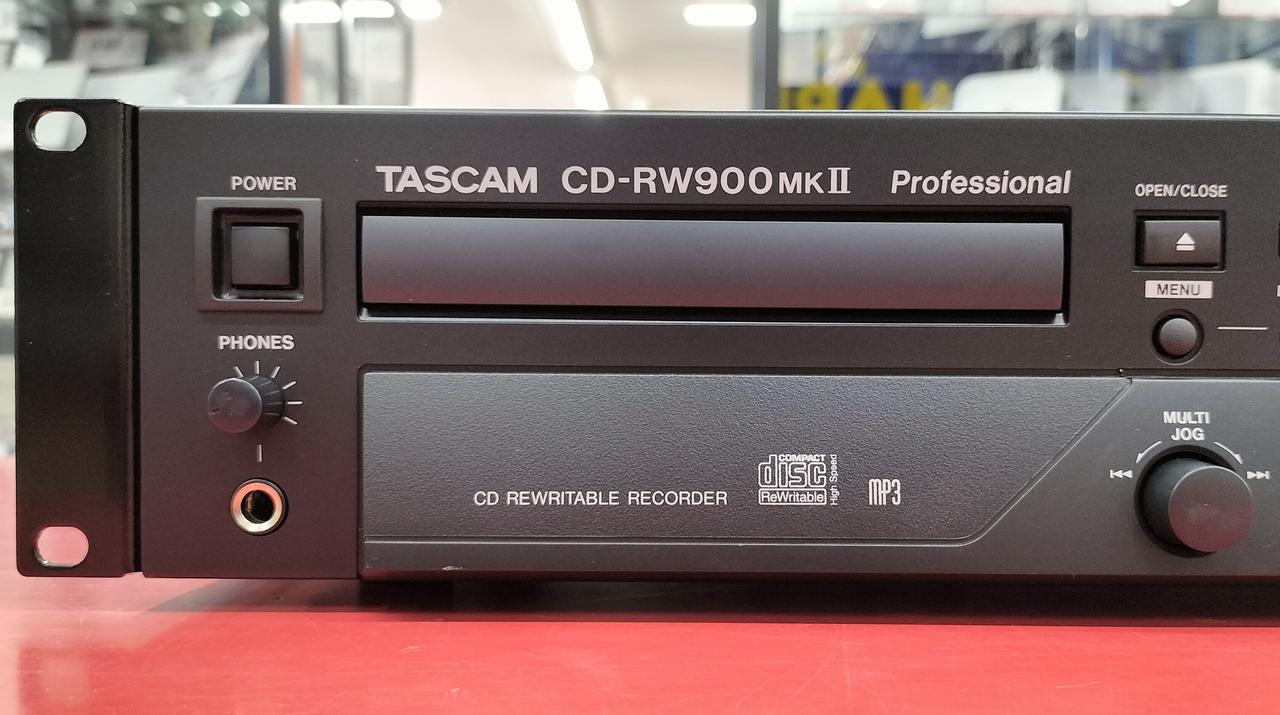 POWER
TASCAM CD-RW900MKII Professional
OPEN/CLOSE
MENU
PHONES
MULTI
JOG
CD REWRITABLE RECORDER
COMPACT
disc
ReWritable
High Speed
MP3